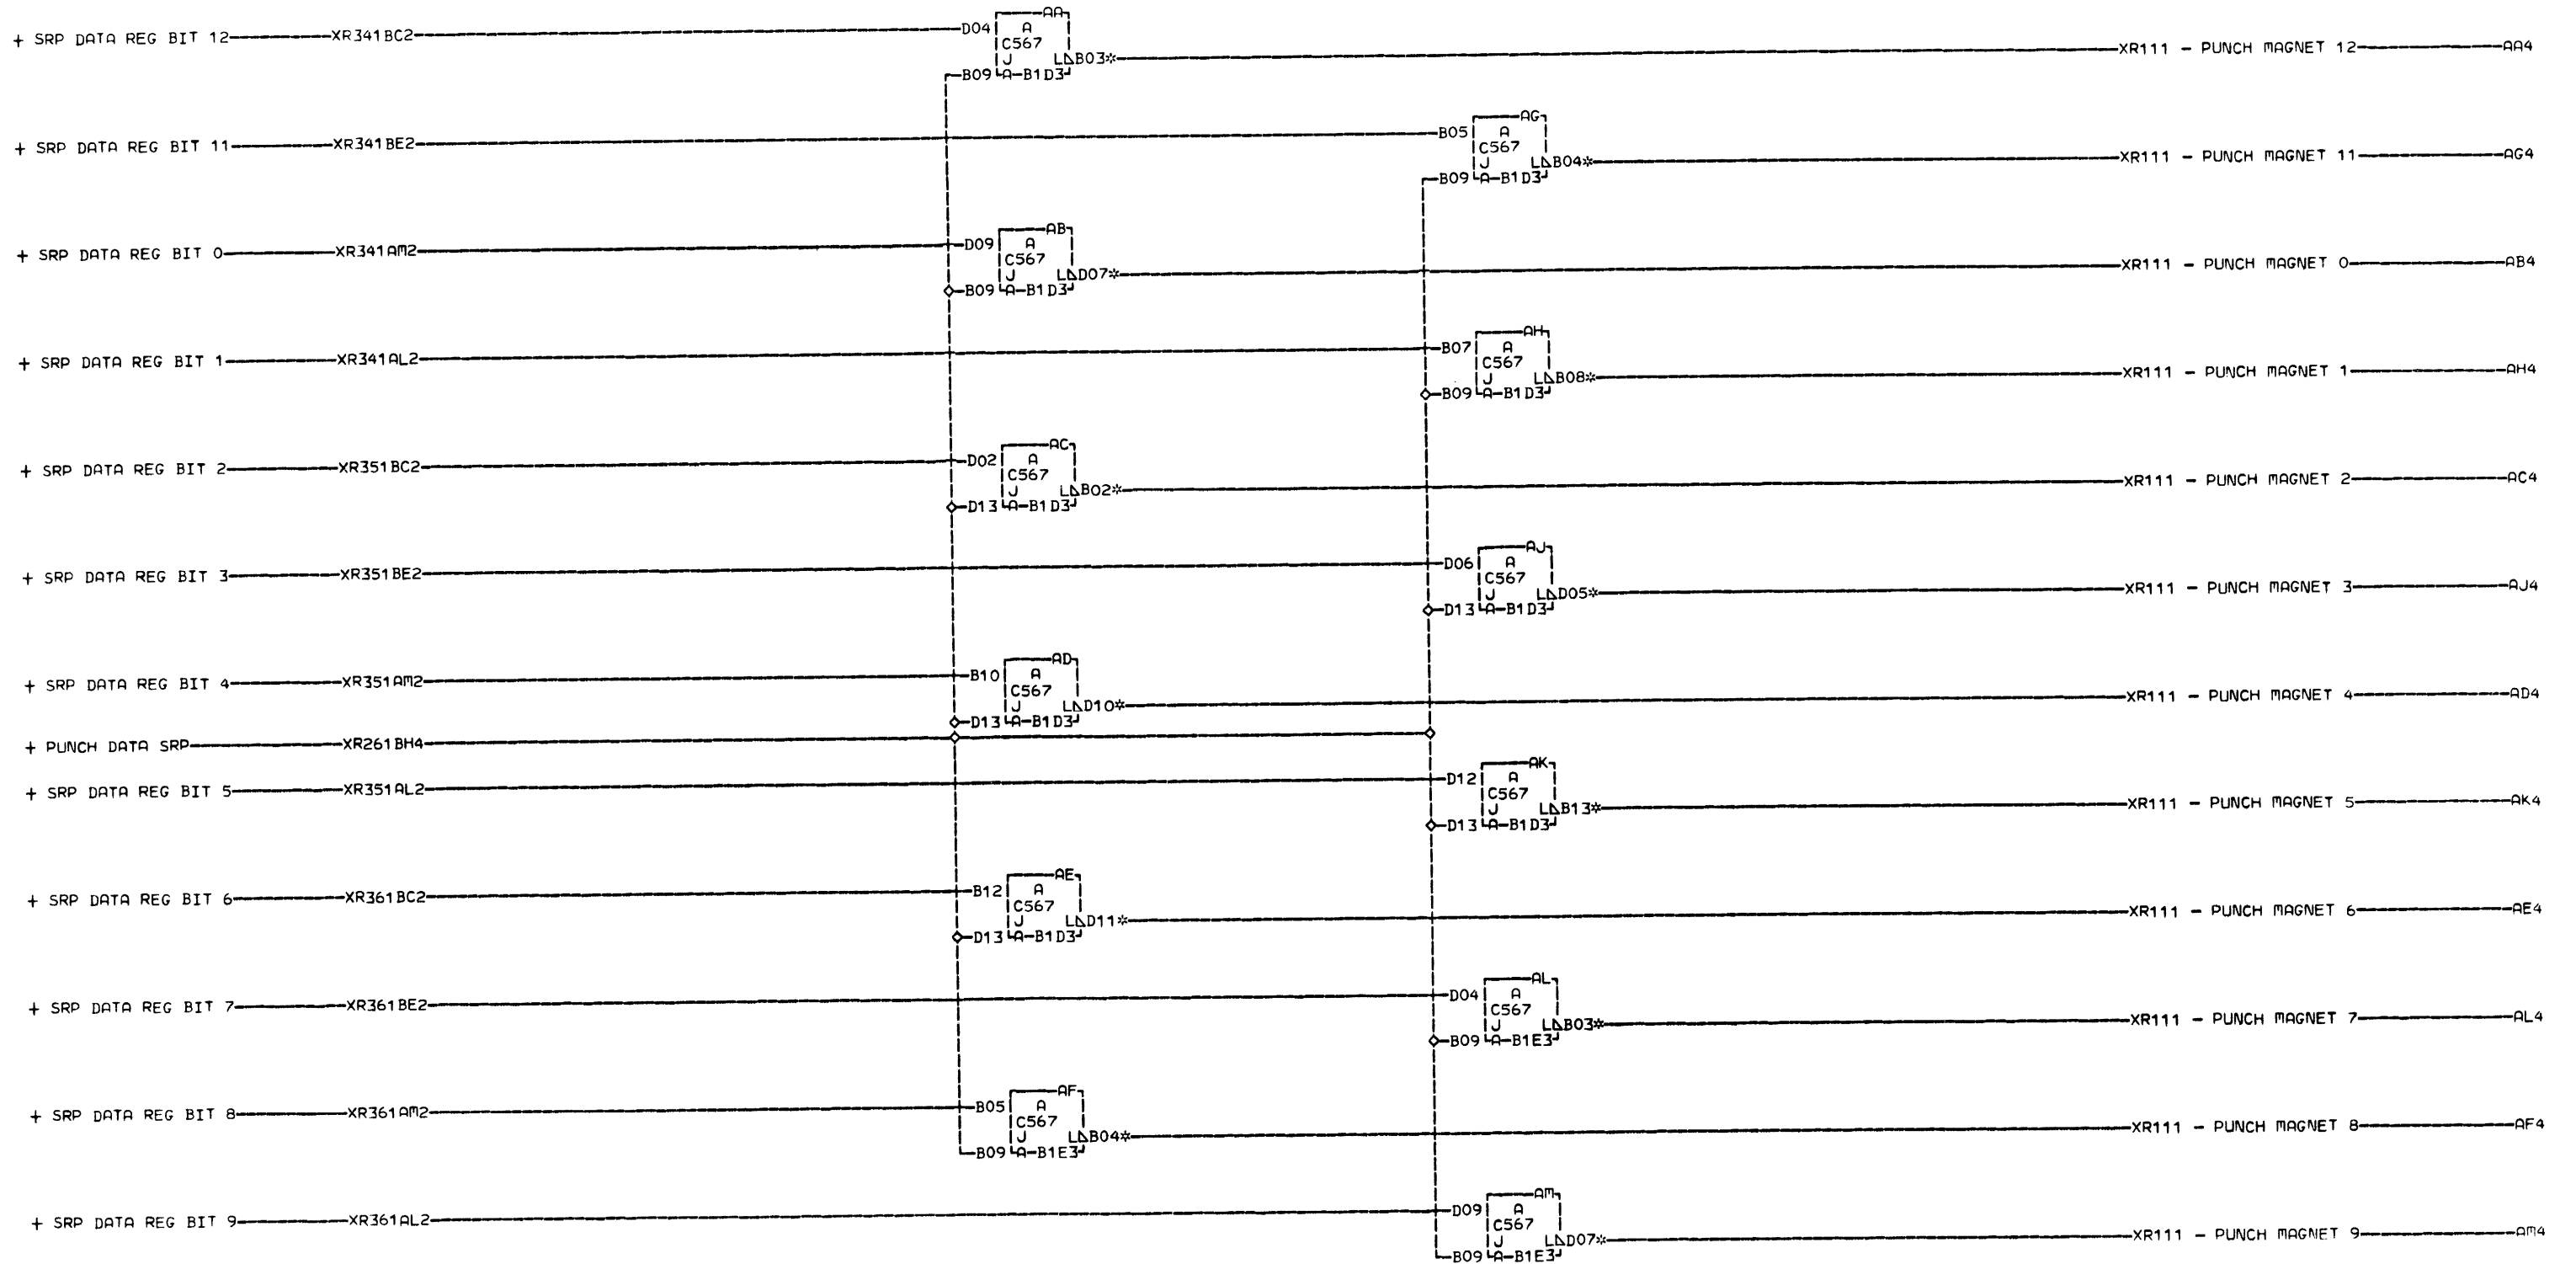 AA
+ SRP DATA REG BIT 12 XR341BC2 D04 A XR111 - PUNCH MAGNET 12 AA4
C567
J L B03*
B09 A-B1D3
AG
+ SRP DATA REG BIT 11 XR341BE2 B05 A XR111 - PUNCH MAGNET 11 AG4
C567
J L B04*
B09 A-B1D3
AB
+ SRP DATA REG BIT 0 XR341AM2 D09 A XR111 - PUNCH MAGNET 0 AB4
C567
J L D07*
B09 A-B1D3
AH
+ SRP DATA REG BIT 1 XR341AL2 B07 A XR111 - PUNCH MAGNET 1 AH4
C567
J L B08*
B09 A-B1D3
AC
+ SRP DATA REG BIT 2 XR351BC2 D02 A XR111 - PUNCH MAGNET 2 AC4
C567
J L B02*
D13 A-B1D3
AJ
+ SRP DATA REG BIT 3 XR351BE2 D06 A XR111 - PUNCH MAGNET 3 AJ4
C567
J L D05*
D13 A-B1D3
AD
+ SRP DATA REG BIT 4 XR351AM2 B10 A XR111 - PUNCH MAGNET 4 AD4
C567
J L D10*
D13 A-B1D3
+ PUNCH DATA SRP XR261BH4
AK
+ SRP DATA REG BIT 5 XR351AL2 D12 A XR111 - PUNCH MAGNET 5 AK4
C567
J L B13*
D13 A-B1D3
AE
+ SRP DATA REG BIT 6 XR361BC2 B12 A XR111 - PUNCH MAGNET 6 AE4
C567
J L D11*
D13 A-B1D3
AL
+ SRP DATA REG BIT 7 XR361BE2 D04 A XR111 - PUNCH MAGNET 7 AL4
C567
J L B03*
B09 A-B1E3
AF
+ SRP DATA REG BIT 8 XR361AM2 B05 A XR111 - PUNCH MAGNET 8 AF4
C567
J L B04*
B09 A-B1E3
AM
+ SRP DATA REG BIT 9 XR361AL2 D09 A XR111 - PUNCH MAGNET 9 AM4
C567
J L D07*
B09 A-B1E3